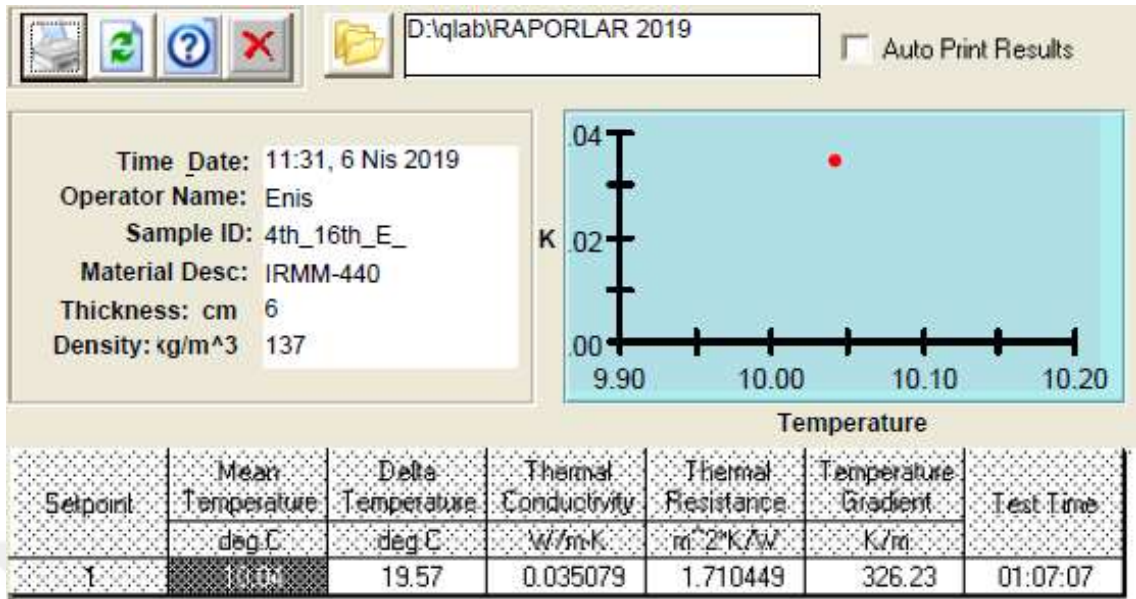 D:\qlab\RAPORLAR 2019
Auto Print Results
Time_Date: 11:31, 6 Nis 2019
Operator Name: Enis
Sample ID: 4th_16th_E_
Material Desc: IRMM-440
Thickness: cm 6
Density: kg/m^3 137
.04
K .02
.00
9.90 10.00 10.10 10.20
Temperature
Setpoint Mean Temperature Delta Temperature Thermal Conductivity Thermal Resistance Temperature Gradient Test Time
deg C deg C W/m-K m^2*K/W K/m
1 10.04 19.57 0.035079 1.710449 326.23 01:07:07